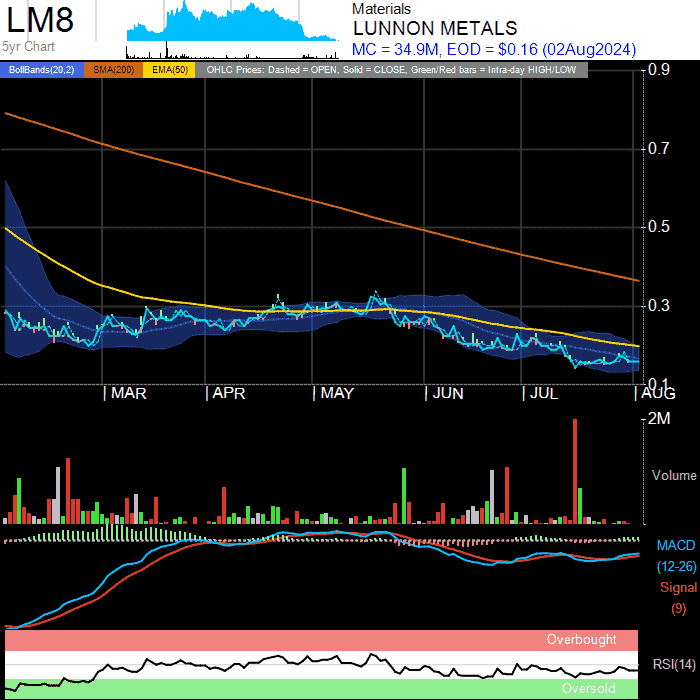 LM8
5yr Chart
Materials
LUNNON METALS
MC = 34.9M, EOD = $0.16 (02Aug2024)
BollBands(20,2) SMA(200) EMA(50) OHLC Prices: Dashed = OPEN, Solid = CLOSE, Green/Red bars = Intra-day HIGH/LOW
0.9
0.7
0.5
0.3
0.1
MAR APR MAY JUN JUL AUG
2M
Volume
MACD
(12-26)
Signal
(9)
Overbought
RSI(14)
Oversold